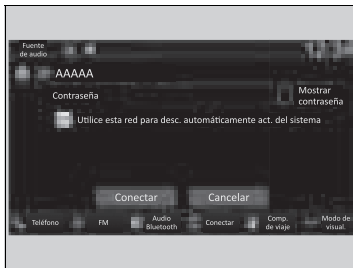 Fuente
de audio
AAAAA
Contraseña
Mostrar
contraseña
Utilice esta red para desc. automáticamente act. del sistema
Conectar
Cancelar
Teléfono
FM
Audio
Bluetooth
Conectar
Comp.
de viaje
Modo de
visual.